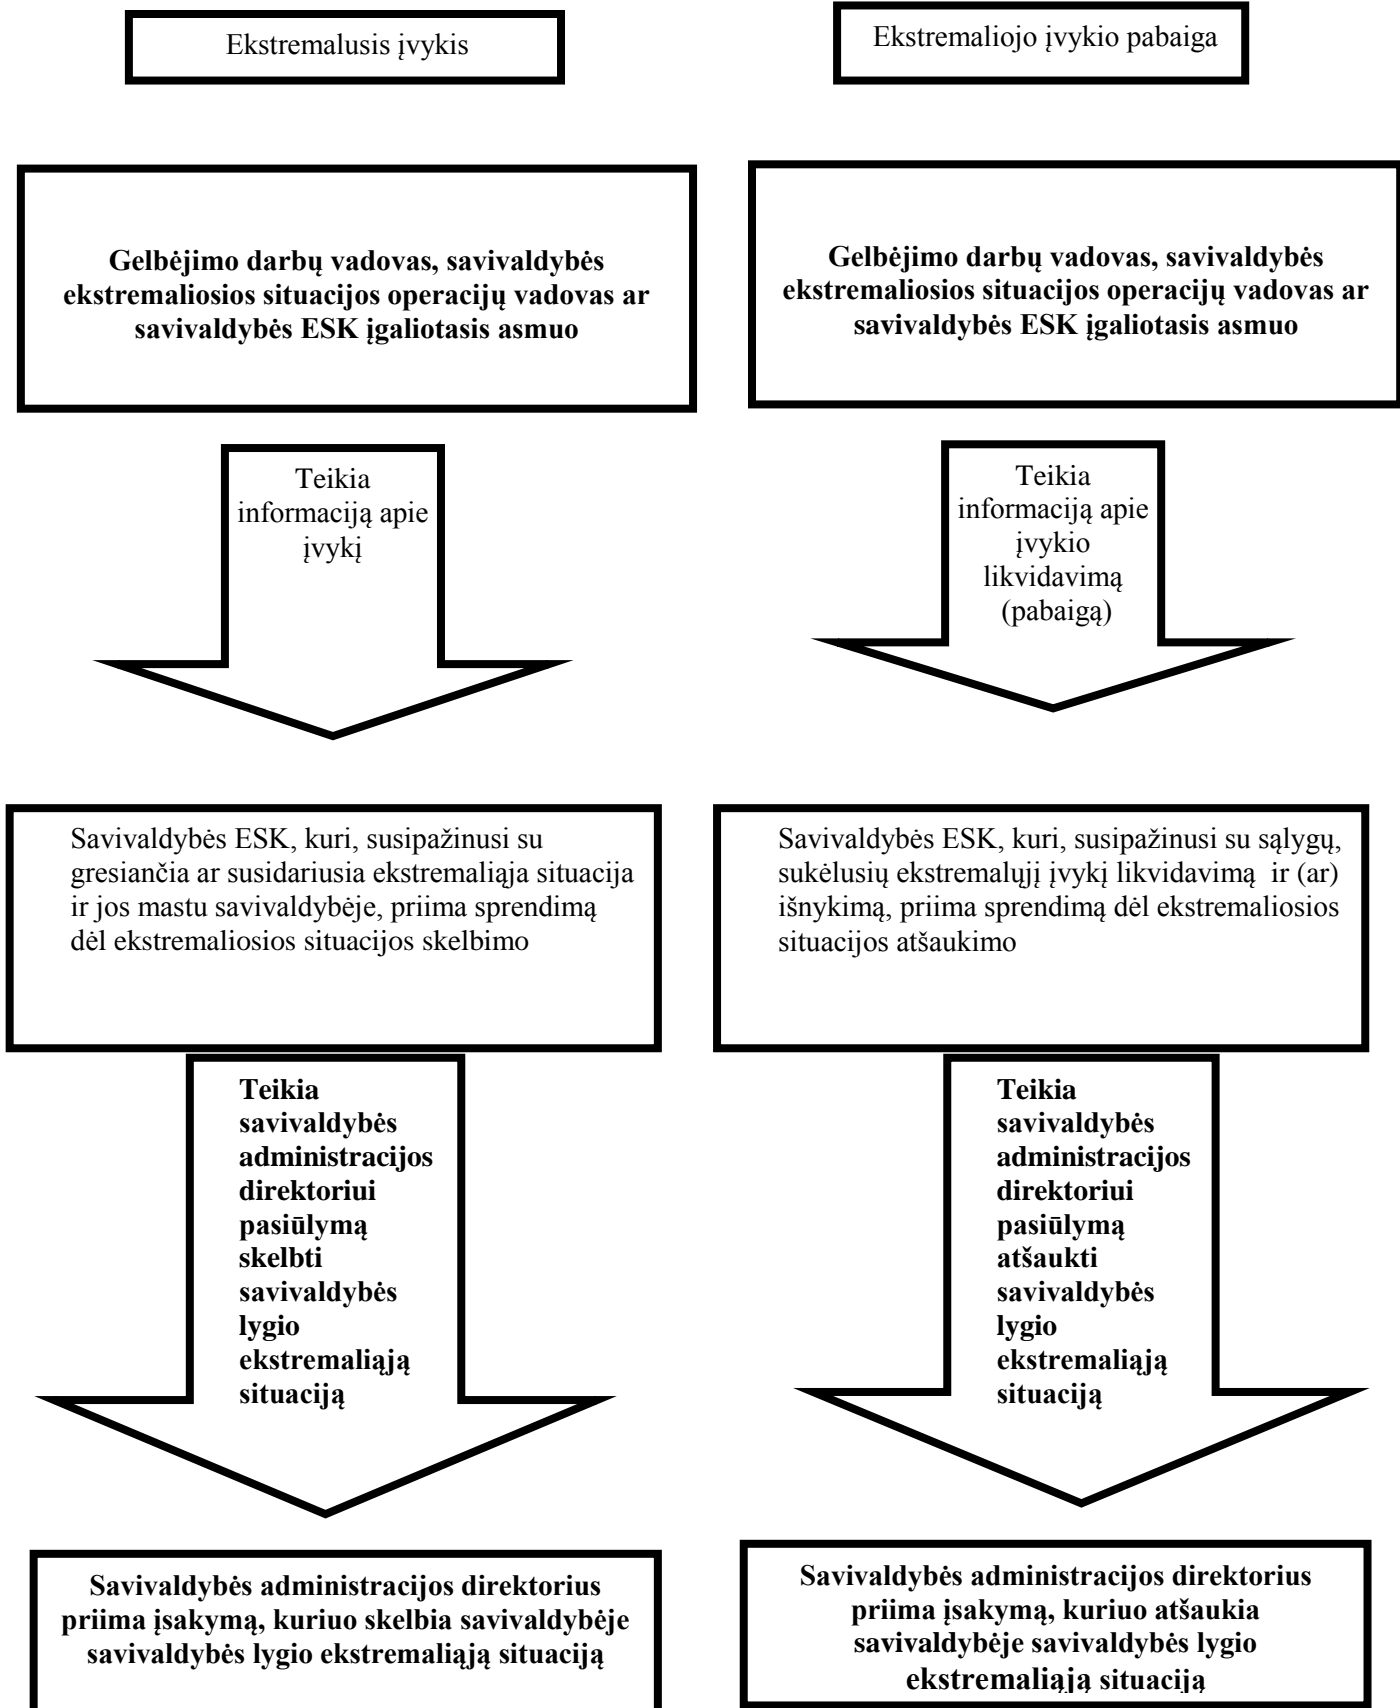 Ekstremalusis įvykis
Gelbėjimo darbų vadovas, savivaldybės
ekstremaliosios situacijos operacijų vadovas ar
savivaldybės ESK įgaliotasis asmuo
Teikia
informaciją apie
įvykį
Savivaldybės ESK, kuri, susipažinusi su
gresiančia ar susidariusia ekstremaliąja situacija
ir jos mastu savivaldybėje, priima sprendimą
dėl ekstremaliosios situacijos skelbimo
Teikia
savivaldybės
administracijos
direktoriui
pasiūlymą
skelbti
savivaldybės
lygio
ekstremaliąją
situaciją
Savivaldybės administracijos direktorius
priima įsakymą, kuriuo skelbia savivaldybėje
savivaldybės lygio ekstremaliąją situaciją
Ekstremaliojo įvykio pabaiga
Gelbėjimo darbų vadovas, savivaldybės
ekstremaliosios situacijos operacijų vadovas ar
savivaldybės ESK įgaliotasis asmuo
Teikia
informaciją apie
įvykio
likvidavimą
(pabaigą)
Savivaldybės ESK, kuri, susipažinusi su sąlygų,
sukėlusių ekstremalųjį įvykį likvidavimą ir (ar)
išnykimą, priima sprendimą dėl ekstremaliosios
situacijos atšaukimo
Teikia
savivaldybės
administracijos
direktoriui
pasiūlymą
atšaukti
savivaldybės
lygio
ekstremaliąją
situaciją
Savivaldybės administracijos direktorius
priima įsakymą, kuriuo atšaukia
savivaldybėje savivaldybės lygio
ekstremaliąją situaciją